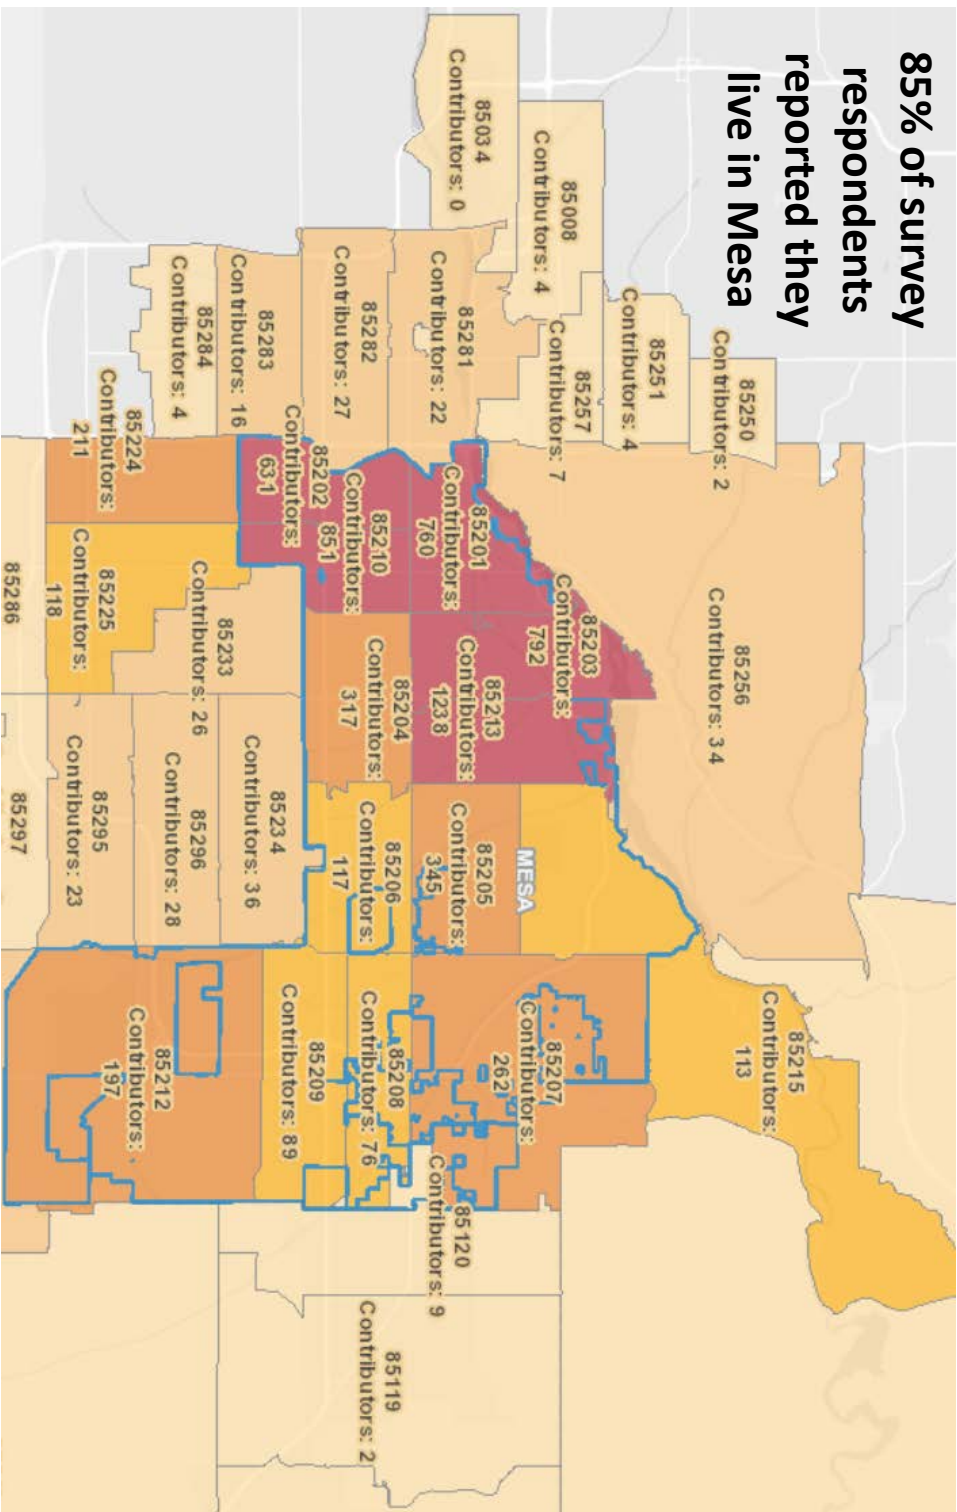 85% of survey
respondents
reported they
live in Mesa
85034
Contributors: 0
85008
Contributors: 4
85250
Contributors: 2
85251
Contributors: 4
85257
Contributors: 7
85281
Contributors: 22
85282
Contributors: 27
85283
Contributors: 16
85284
Contributors: 4
85256
Contributors: 34
85203
Contributors:
792
85201
Contributors:
760
85210
Contributors:
851
85202
Contributors:
631
85224
Contributors:
211
85225
Contributors:
118
85233
Contributors: 26
85286
85213
Contributors:
1238
85204
Contributors:
317
85234
Contributors: 36
85296
Contributors: 28
85295
Contributors: 23
85297
MESA
85205
Contributors:
345
85206
Contributors:
117
85215
Contributors:
113
85207
Contributors:
262
85208
Contributors: 76
85209
Contributors: 89
85212
Contributors:
197
85120
Contributors: 9
85119
Contributors: 2